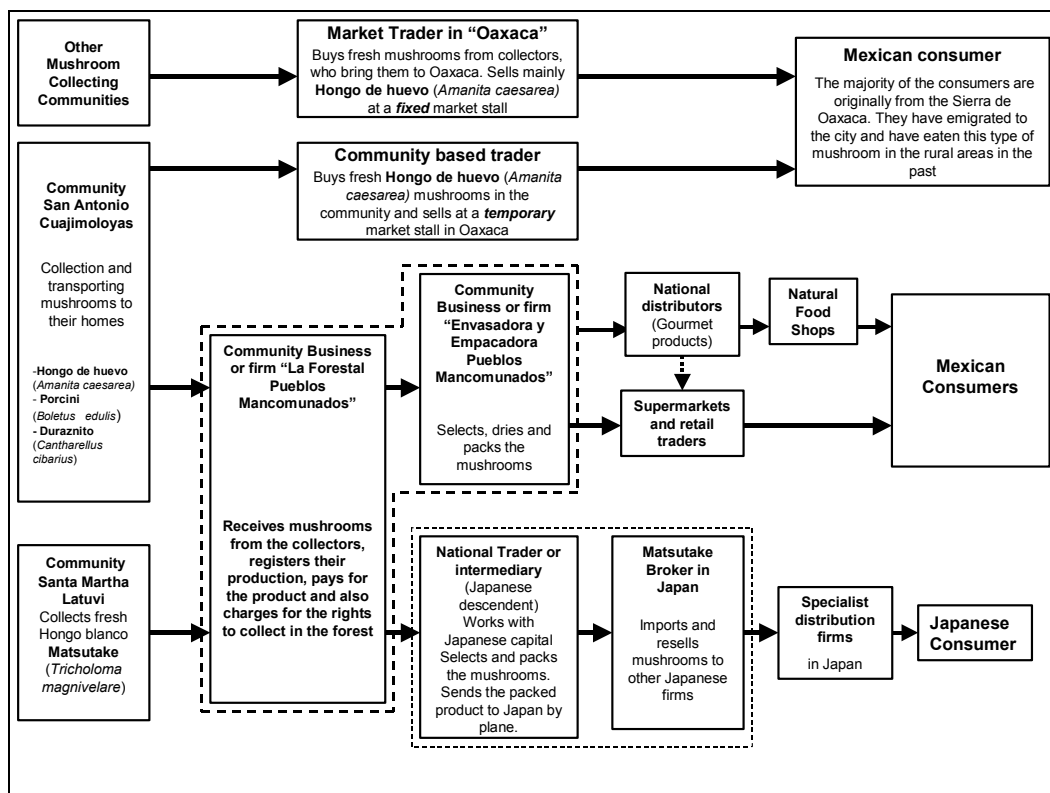 Other
Mushroom
Collecting
Communities
Market Trader in “Oaxaca”
Buys fresh mushrooms from collectors,
who bring them to Oaxaca. Sells mainly
Hongo de huevo (Amanita caesarea)
at a fixed market stall
Mexican consumer
The majority of the consumers are
originally from the Sierra de
Oaxaca. They have emigrated to
the city and have eaten this type of
mushroom in the rural areas in the
past
Community
San Antonio
Cuajimoloyas
Collection and
transporting
mushrooms to
their homes
-Hongo de huevo
(Amanita caesarea)
- Porcini
(Boletus edulis)
- Duraznito
(Cantharellus
cibarius)
Community based trader
Buys fresh Hongo de huevo (Amanita
caesarea) mushrooms in the
community and sells at a temporary
market stall in Oaxaca
Community Business
or firm “La Forestal
Pueblos
Mancomunados”
Receives mushrooms
from the collectors,
registers their
production, pays for
the product and also
charges for the rights
to collect in the forest
Community
Business or firm
“Envasadora y
Empacadora Pueblos
Mancomunados”
Selects, dries and
packs the
mushrooms
National
distributors
(Gourmet
products)
Natural
Food
Shops
Supermarkets
and retail
traders
Mexican
Consumers
Community
Santa Martha
Latuvi
Collects fresh
Hongo blanco
Matsutake
(Tricholoma
magnivelare)
National Trader or
intermediary
(Japanese
descendent)
Works with
Japanese capital
Selects and packs
the mushrooms.
Sends the packed
product to Japan by
plane.
Matsutake
Broker in
Japan
Imports and
resells
mushrooms to
other Japanese
firms
Specialist
distribution
firms
in Japan
Japanese
Consumer